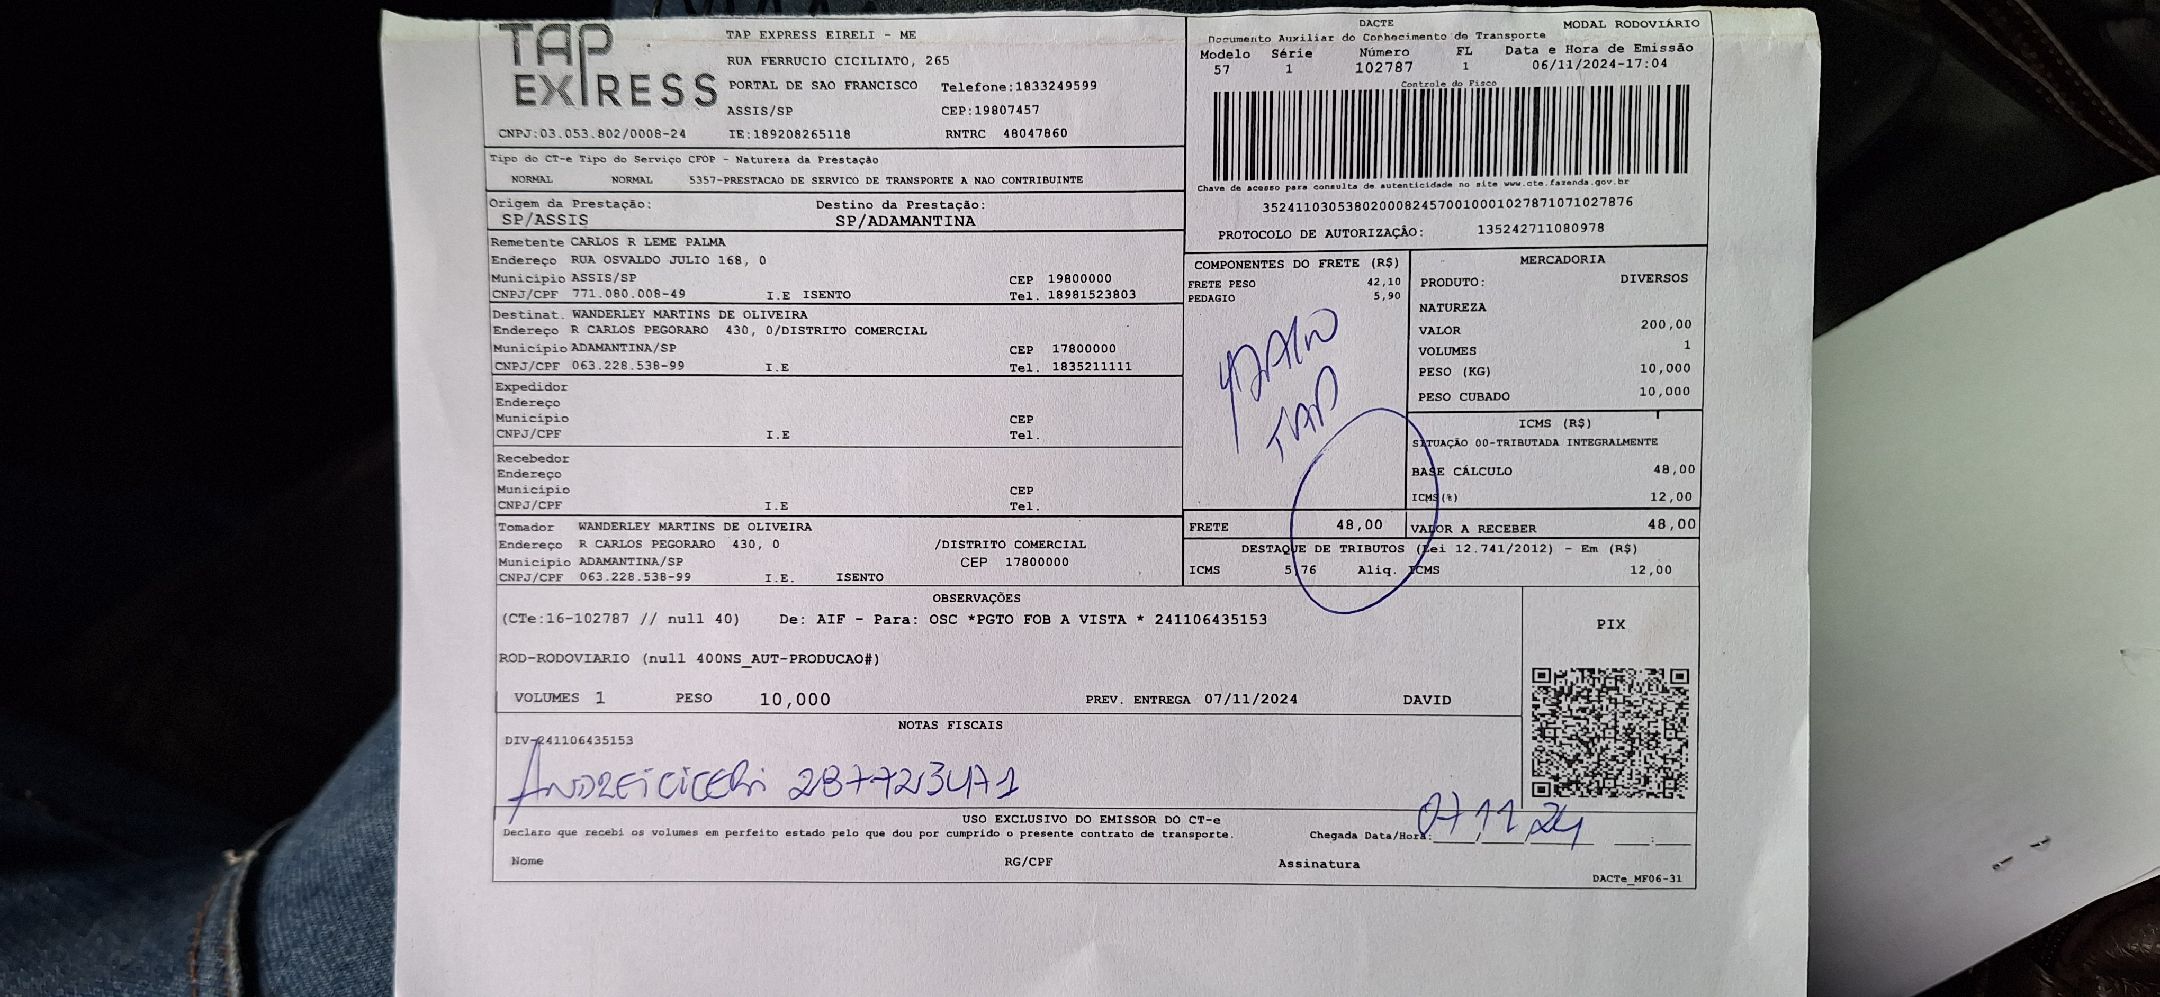 TAP EXPRESS
TAP EXPRESS EIRELI - ME
RUA FERRUCIO CICILIATO, 265
PORTAL DE SAO FRANCISCO Telefone:1833249599
ASSIS/SP CEP:19807457
CNPJ:03.053.802/0008-24 IE:189208265118 RNTRC 48047860
DACTE MODAL RODOVIÁRIO
Documento Auxiliar do Conhecimento de Transporte
Modelo Série Número FL Data e Hora de Emissão
57 1 102787 1 06/11/2024-17:04
Controle do Fisco
Chave de acesso para consulta de autenticidade no site www.cte.fazenda.gov.br
35241103053802000824570010001027871071027876
PROTOCOLO DE AUTORIZAÇÃO: 135242711080978
Tipo do CT-e Tipo do Serviço CFOP - Natureza da Prestação
NORMAL NORMAL 5357-PRESTACAO DE SERVICO DE TRANSPORTE A NAO CONTRIBUINTE
Origem da Prestação: Destino da Prestação:
SP/ASSIS SP/ADAMANTINA
Remetente CARLOS R LEME PALMA
Endereço RUA OSVALDO JULIO 168, 0
Município ASSIS/SP CEP 19800000
CNPJ/CPF 771.080.008-49 I.E ISENTO Tel. 18981523803
Destinat. WANDERLEY MARTINS DE OLIVEIRA
Endereço R CARLOS PEGORARO 430, 0/DISTRITO COMERCIAL
Município ADAMANTINA/SP CEP 17800000
CNPJ/CPF 063.228.538-99 I.E Tel. 1835211111
Expedidor
Endereço
Município CEP
CNPJ/CPF I.E Tel.
Recebedor
Endereço
Município CEP
CNPJ/CPF I.E Tel.
Tomador WANDERLEY MARTINS DE OLIVEIRA
Endereço R CARLOS PEGORARO 430, 0 /DISTRITO COMERCIAL
Município ADAMANTINA/SP CEP 17800000
CNPJ/CPF 063.228.538-99 I.E. ISENTO
COMPONENTES DO FRETE (R$)
FRETE PESO 42,10
PEDAGIO 5,90
TAP
FRETE 48,00
MERCADORIA
PRODUTO: DIVERSOS
NATUREZA
VALOR 200,00
VOLUMES 1
PESO (KG) 10,000
PESO CUBADO 10,000
ICMS (R$)
SITUAÇÃO 00-TRIBUTADA INTEGRALMENTE
BASE CÁLCULO 48,00
ICMS(%) 12,00
VALOR A RECEBER 48,00
DESTAQUE DE TRIBUTOS (Lei 12.741/2012) - Em (R$)
ICMS 5,76 Aliq. ICMS 12,00
OBSERVAÇÕES
(CTe:16-102787 // null 40) De: AIF - Para: OSC *PGTO FOB A VISTA * 241106435153
ROD-RODOVIARIO (null 400NS_AUT-PRODUCAO#)
VOLUMES 1 PESO 10,000 PREV. ENTREGA 07/11/2024 DAVID
PIX
NOTAS FISCAIS
DIV-241106435153
USO EXCLUSIVO DO EMISSOR DO CT-e
Declaro que recebi os volumes em perfeito estado pelo que dou por cumprido o presente contrato de transporte. Chegada Data/Hora: 07/11/24 __:__
Nome RG/CPF Assinatura
DACTe_MF06-31